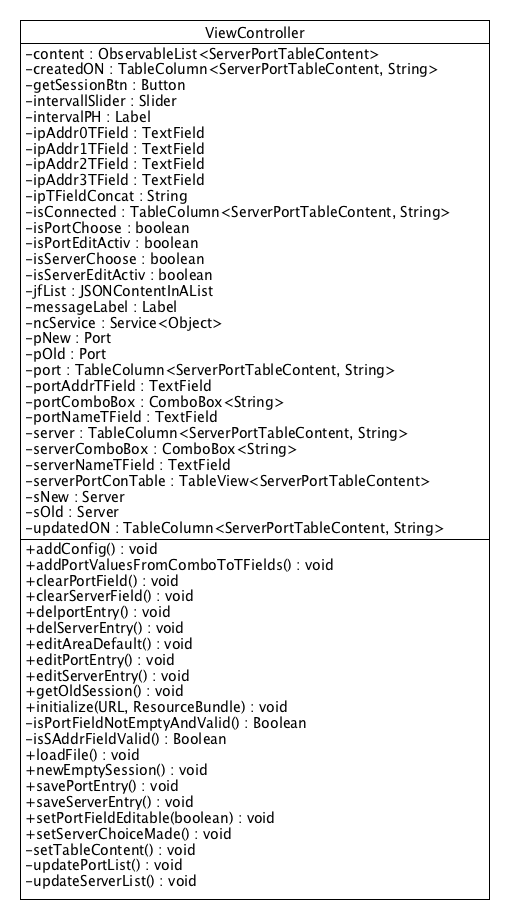 ViewController
-content : ObservableList<ServerPortTableContent>
-createdON : TableColumn<ServerPortTableContent, String>
-getSessionBtn : Button
-intervallSlider : Slider
-intervalPH : Label
-ipAddr0TField : TextField
-ipAddr1TField : TextField
-ipAddr2TField : TextField
-ipAddr3TField : TextField
-ipTFieldConcat : String
-isConnected : TableColumn<ServerPortTableContent, String>
-isPortChoose : boolean
-isPortEditActiv : boolean
-isServerChoose : boolean
-isServerEditActiv : boolean
-jfList : JSONContentInAList
-messageLabel : Label
-ncService : Service<Object>
-pNew : Port
-pOld : Port
-port : TableColumn<ServerPortTableContent, String>
-portAddrTField : TextField
-portComboBox : ComboBox<String>
-portNameTField : TextField
-server : TableColumn<ServerPortTableContent, String>
-serverComboBox : ComboBox<String>
-serverNameTField : TextField
-serverPortConTable : TableView<ServerPortTableContent>
-sNew : Server
-sOld : Server
-updatedON : TableColumn<ServerPortTableContent, String>
+addConfig() : void
+addPortValuesFromComboToTFields() : void
+clearPortField() : void
+clearServerField() : void
+delportEntry() : void
+delServerEntry() : void
+editAreaDefault() : void
+editPortEntry() : void
+editServerEntry() : void
+getOldSession() : void
+initialize(URL, ResourceBundle) : void
-isPortFieldNotEmptyAndValid() : Boolean
-isSAddrFieldValid() : Boolean
+loadFile() : void
+newEmptySession() : void
+savePortEntry() : void
+saveServerEntry() : void
+setPortFieldEditable(boolean) : void
+setServerChoiceMade() : void
-setTableContent() : void
-updatePortList() : void
-updateServerList() : void